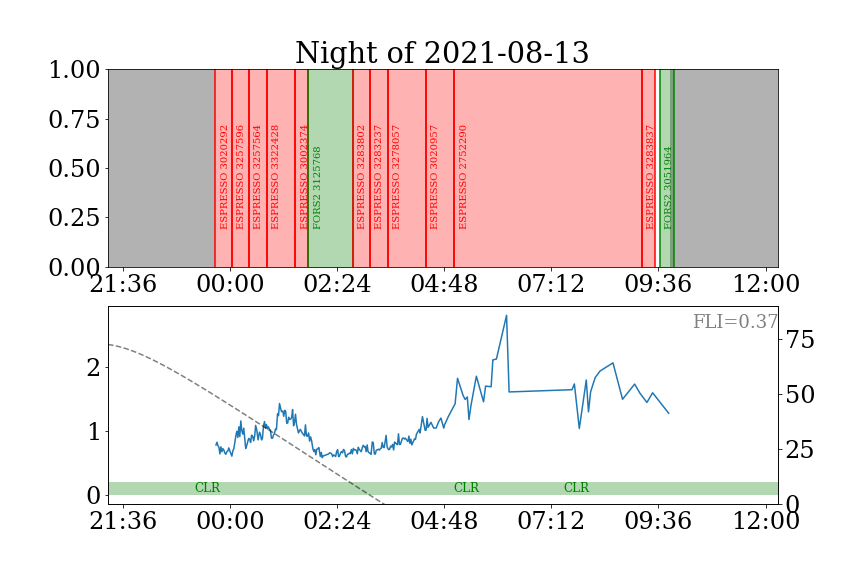 Night of 2021-08-13
1.00
0.75
0.50
0.25
0.00
ESPRESSO 3020292
ESPRESSO 3257596
ESPRESSO 3257564
ESPRESSO 3322428
ESPRESSO 3002374
FORS2 3125768
ESPRESSO 3283802
ESPRESSO 3283237
ESPRESSO 3278057
ESPRESSO 3020957
ESPRESSO 2752290
ESPRESSO 3283837
FORS2 3051964
21:36 00:00 02:24 04:48 07:12 09:36 12:00
FLI=0.37
2
1
0
75
50
25
0
CLR CLR CLR
21:36 00:00 02:24 04:48 07:12 09:36 12:00